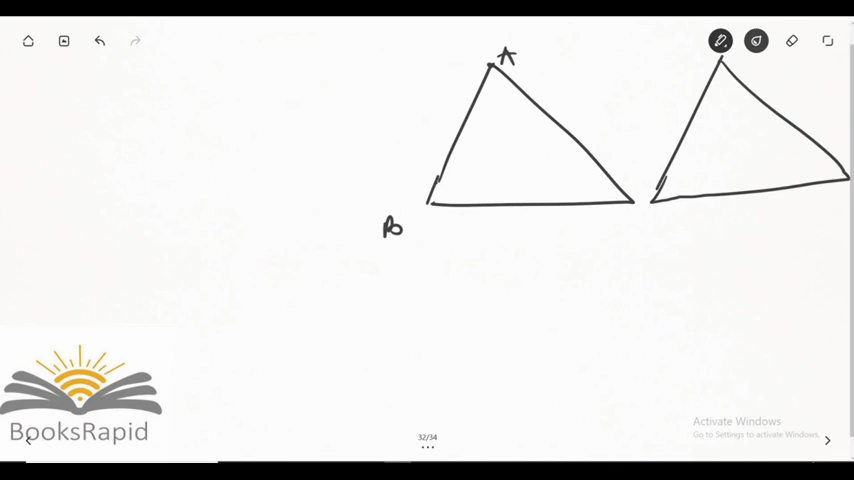 A
B
BooksRapid
32/34
Activate Windows
Go to Settings to activate Windows.